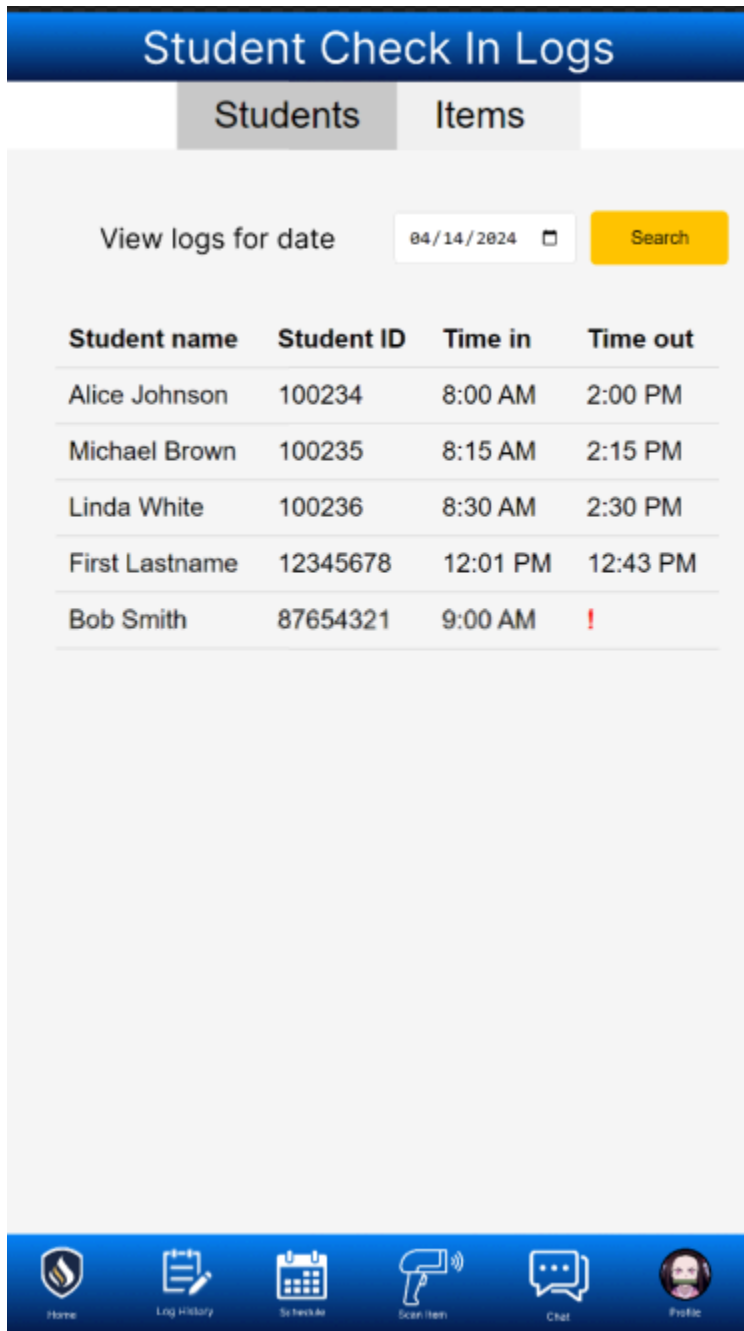 Student Check In Logs
Students Items
View logs for date 04/14/2024 Search
Student name Student ID Time in Time out
Alice Johnson 100234 8:00 AM 2:00 PM
Michael Brown 100235 8:15 AM 2:15 PM
Linda White 100236 8:30 AM 2:30 PM
First Lastname 12345678 12:01 PM 12:43 PM
Bob Smith 87654321 9:00 AM !
Home Log History Schedule Scan Item Chat Profile